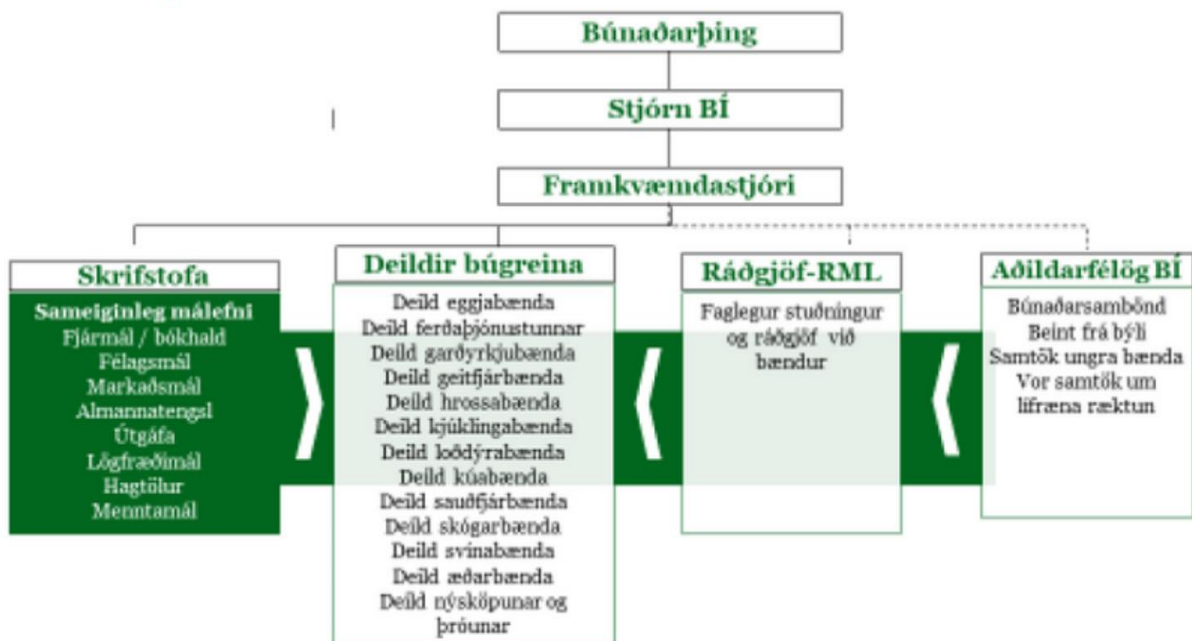 Búnaðarþing
Stjórn BÍ
Framkvæmdastjóri
Skrifstofa
Sameiginleg málefni
Fjármál / bókhald
Félagsmál
Markaðsmál
Almannatengsl
Útgáfa
Lögfræðimál
Hagtölur
Menntamál
Deildir búgreina
Deild eggjabænda
Deild ferðaþjónustunnar
Deild garðyrkjubænda
Deild geitfjárbænda
Deild hrossabænda
Deild kjúklingabænda
Deild loðdýrabænda
Deild kúabænda
Deild sauðfjárbænda
Deild skógarbænda
Deild svínabænda
Deild æðarbænda
Deild nýsköpunar og
þróunar
Ráðgjöf-RML
Faglegur stuðningur
og ráðgjöf við
bændur
Aðildarfélög BÍ
Búnaðarsambönd
Beint frá býli
Samtök ungra bænda
Vor samtök um
lífræna ræktun